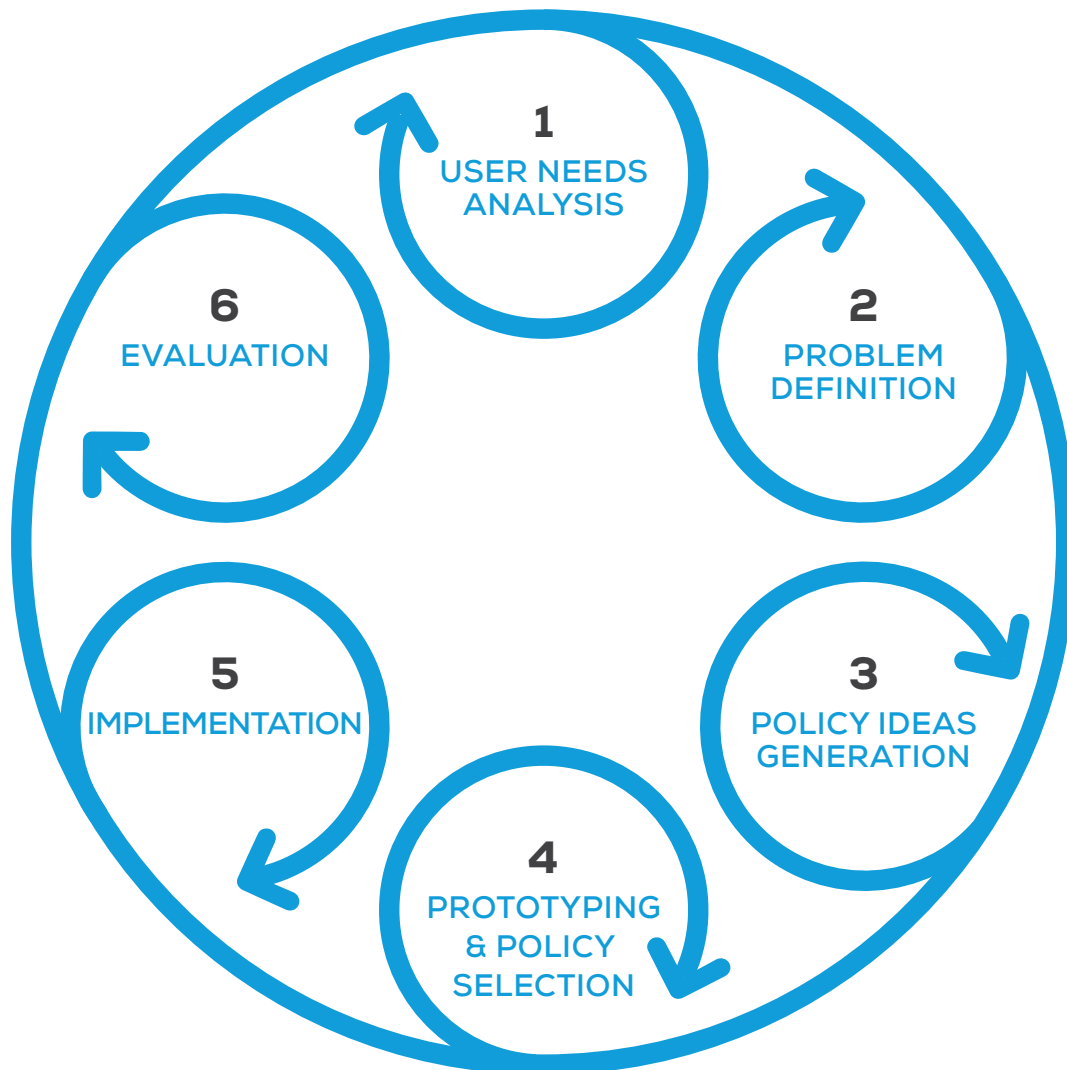 1
USER NEEDS
ANALYSIS
2
PROBLEM
DEFINITION
3
POLICY IDEAS
GENERATION
4
PROTOTYPING
& POLICY
SELECTION
5
IMPLEMENTATION
6
EVALUATION